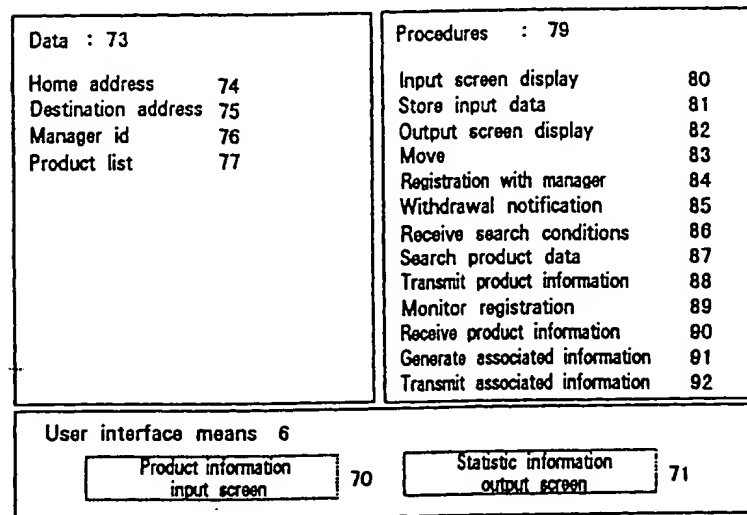 Data : 73
Home address 74
Destination address 75
Manager id 76
Product list 77
Procedures : 79
Input screen display 80
Store input data 81
Output screen display 82
Move 83
Registration with manager 84
Withdrawal notification 85
Receive search conditions 86
Search product data 87
Transmit product information 88
Monitor registration 89
Receive product information 90
Generate associated information 91
Transmit associated information 92
User interface means 6
Product information
input screen
70
Statistic information
output screen
71